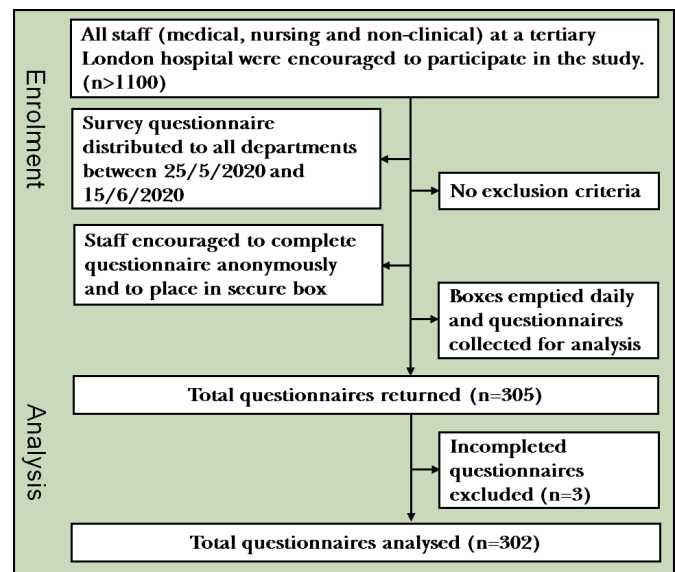 Enrolment
All staff (medical, nursing and non-clinical) at a tertiary
London hospital were encouraged to participate in the study.
(n>1100)
Survey questionnaire
distributed to all departments
between 25/5/2020 and
15/6/2020
No exclusion criteria
Staff encouraged to complete
questionnaire anonymously
and to place in secure box
Boxes emptied daily
and questionnaires
collected for analysis
Analysis
Total questionnaires returned (n=305)
Incompleted
questionnaires
excluded (n=3)
Total questionnaires analysed (n=302)